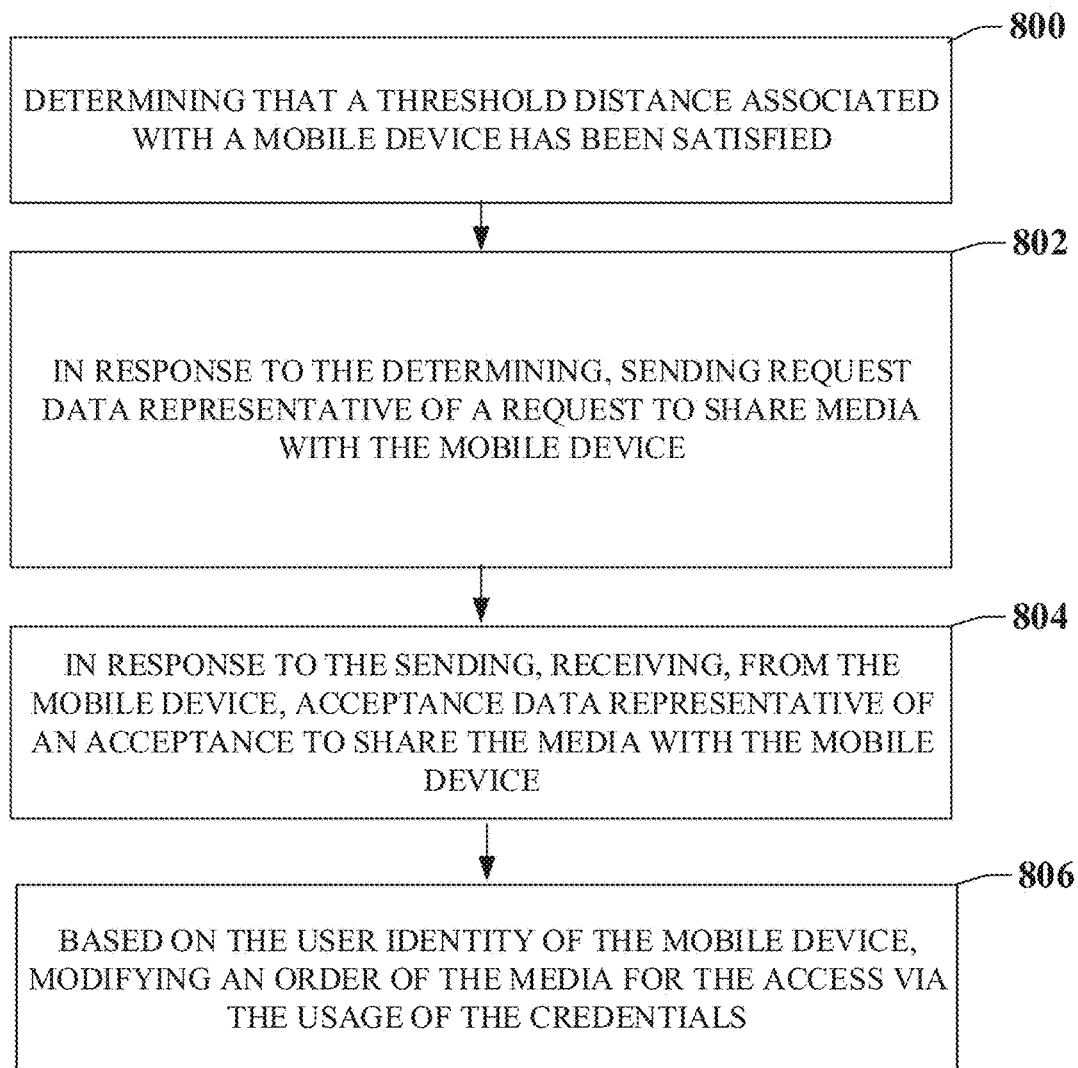 800
DETERMINING THAT A THRESHOLD DISTANCE ASSOCIATED
WITH A MOBILE DEVICE HAS BEEN SATISFIED
802
IN RESPONSE TO THE DETERMINING, SENDING REQUEST
DATA REPRESENTATIVE OF A REQUEST TO SHARE MEDIA
WITH THE MOBILE DEVICE
804
IN RESPONSE TO THE SENDING, RECEIVING, FROM THE
MOBILE DEVICE, ACCEPTANCE DATA REPRESENTATIVE OF
AN ACCEPTANCE TO SHARE THE MEDIA WITH THE MOBILE
DEVICE
806
BASED ON THE USER IDENTITY OF THE MOBILE DEVICE,
MODIFYING AN ORDER OF THE MEDIA FOR THE ACCESS VIA
THE USAGE OF THE CREDENTIALS